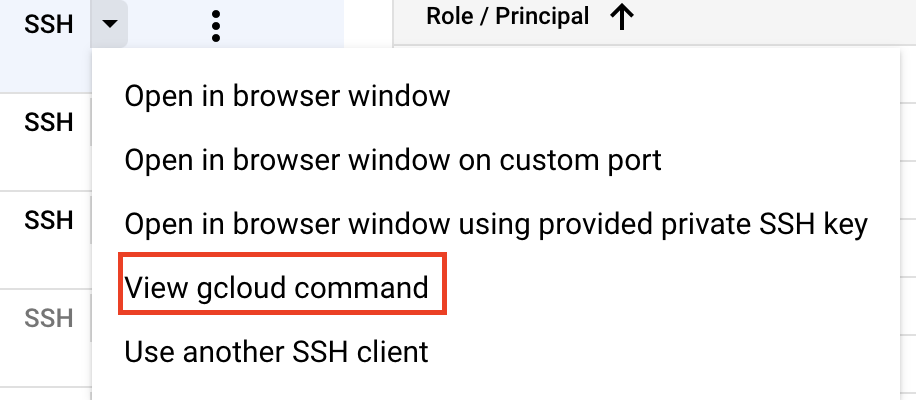 SSH
Role / Principal
Open in browser window
SSH
Open in browser window on custom port
SSH
Open in browser window using provided private SSH key
View gcloud command
SSH
Use another SSH client